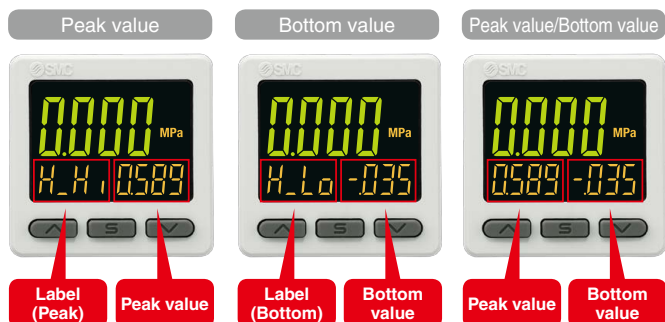 Peak value
Bottom value
Peak value/Bottom value
SMC
SMC
SMC
0.000 MPa
0.000 MPa
0.000 MPa
H_Hi 0.589
H_Lo -.035
0.589 -.035
S
S
S
Label
(Peak)
Peak value
Label
(Bottom)
Bottom
value
Peak value
Bottom
value